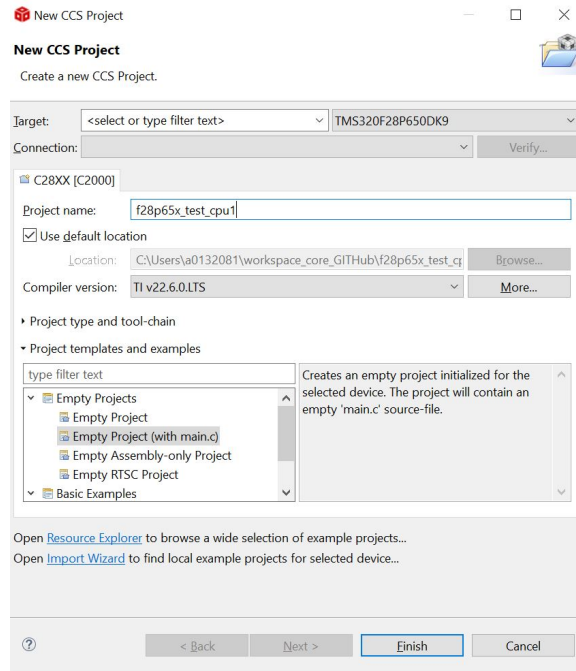 New CCS Project
New CCS Project
Create a new CCS Project.
Target: <select or type filter text> TMS320F28P650DK9
Connection: Verify...
C28XX [C2000]
Project name: f28p65x_test_cpu1
Use default location
Location: C:\Users\a0132081\workspace_core_GITHub\f28p65x_test_cp Browse...
Compiler version: TI v22.6.0.LTS More...
Project type and tool-chain
Project templates and examples
type filter text
Empty Projects
Empty Project
Empty Project (with main.c)
Empty Assembly-only Project
Empty RTSC Project
Basic Examples
Creates an empty project initialized for the
selected device. The project will contain an
empty 'main.c' source-file.
Open Resource Explorer to browse a wide selection of example projects...
Open Import Wizard to find local example projects for selected device...
? < Back Next > Finish Cancel